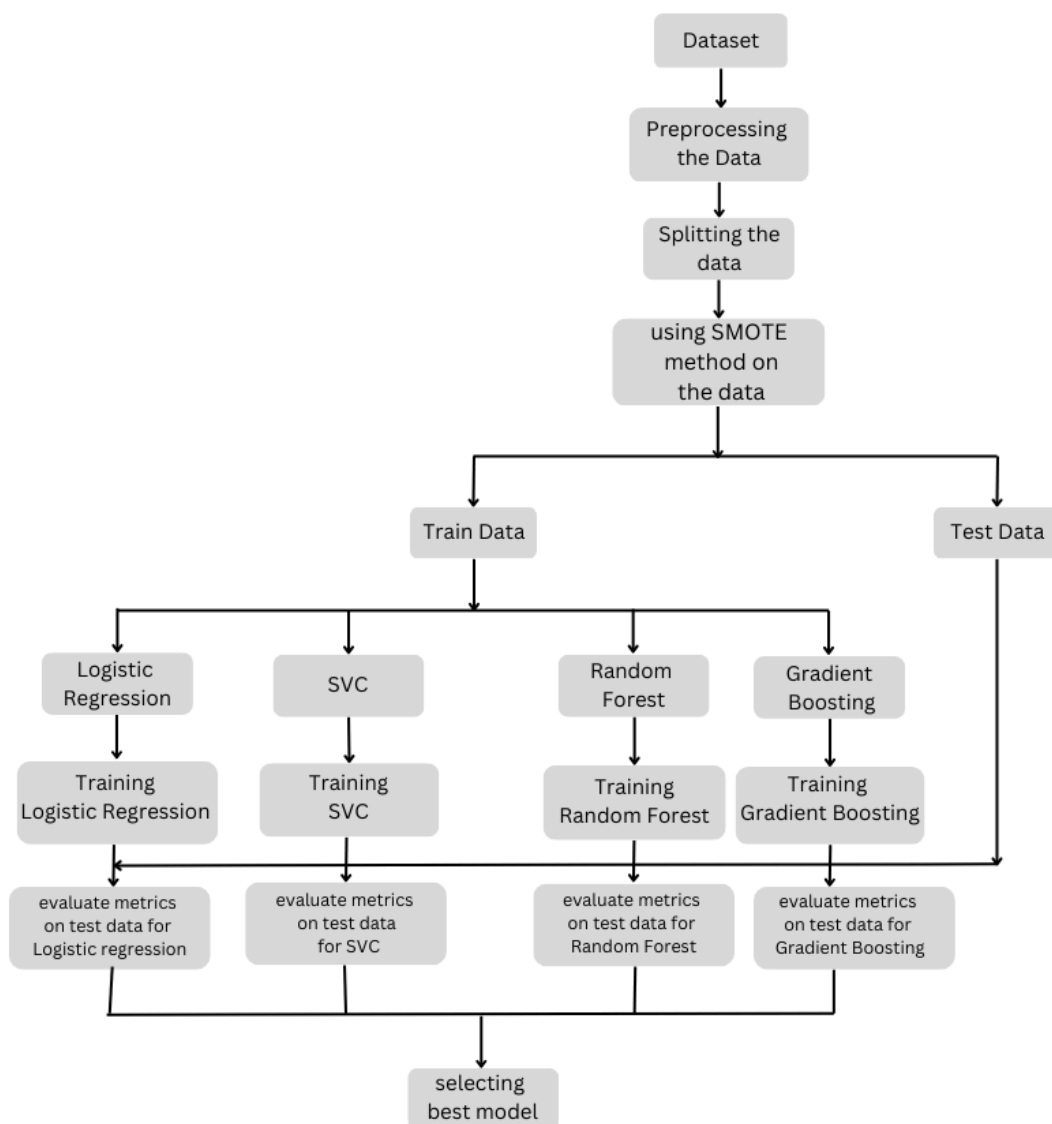 Dataset
Preprocessing
the Data
Splitting the
data
using SMOTE
method on
the data
Train Data
Test Data
Logistic
Regression
SVC
Random
Forest
Gradient
Boosting
Training
Logistic Regression
Training
SVC
Training
Random Forest
Training
Gradient Boosting
evaluate metrics
on test data for
Logistic regression
evaluate metrics
on test data
for SVC
evaluate metrics
on test data for
Random Forest
evaluate metrics
on test data for
Gradient Boosting
selecting
best model